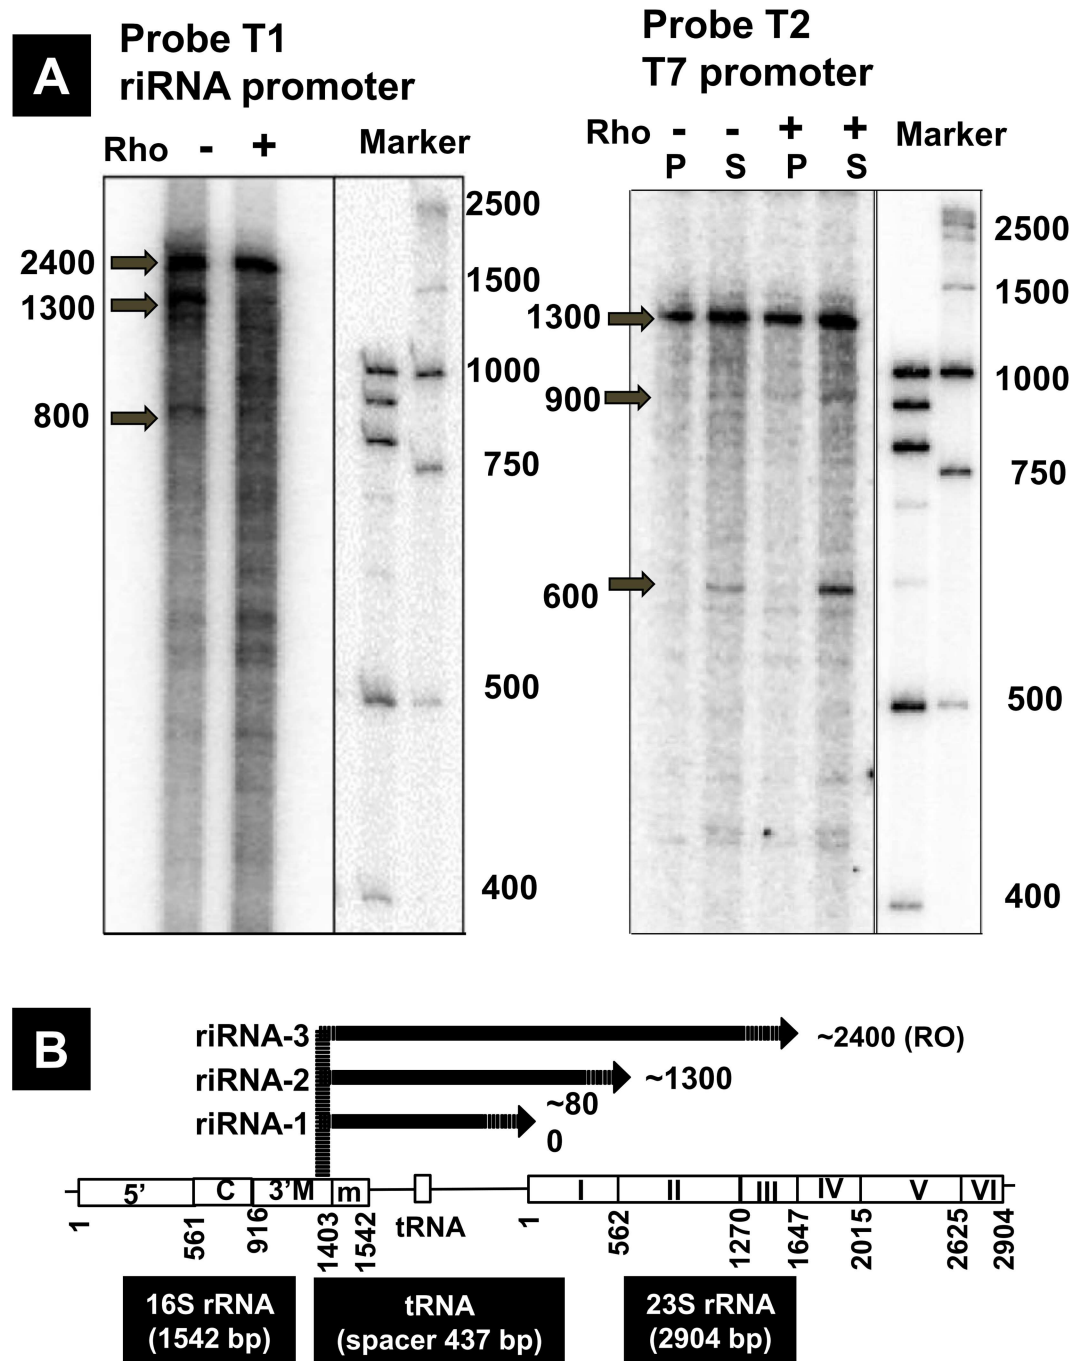 A
Probe T1
riRNA promoter
Rho - + Marker
2500
2400
1500
1300
1000
800
750
500
400
Probe T2
T7 promoter
Rho - - + + Marker
P S P S
2500
1500
1300
1000
900
750
600
500
400
B
riRNA-3 ~2400 (RO)
riRNA-2 ~1300
riRNA-1 ~80
0
5’ C 3’M m I II III IV V VI
tRNA
1 561 916 1403 1542 1 562 1270 1647 2015 2625 2904
16S rRNA
(1542 bp)
tRNA
(spacer 437 bp)
23S rRNA
(2904 bp)